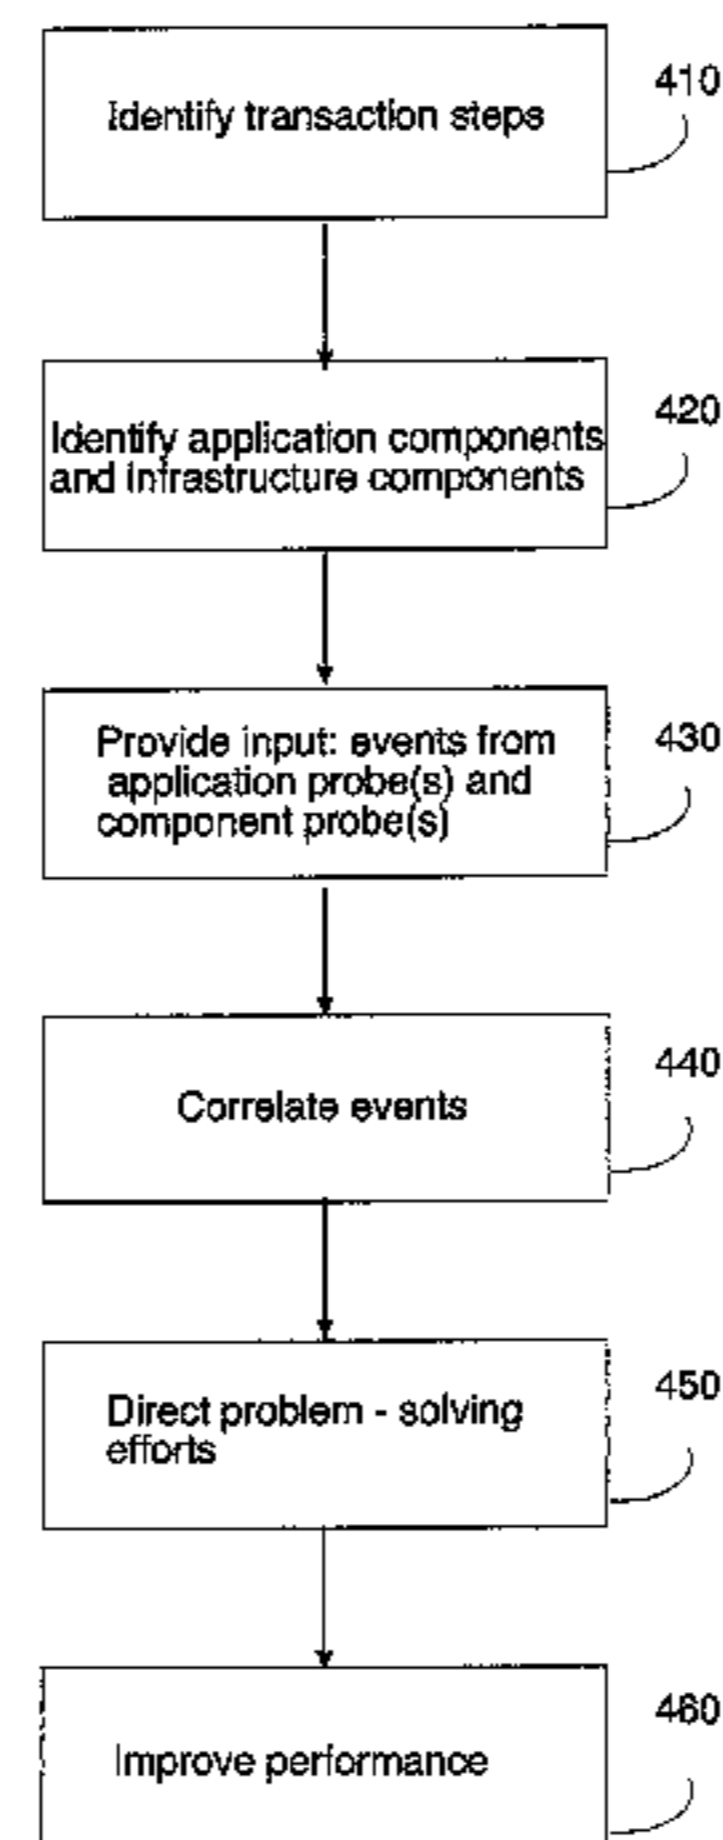 Identify transaction steps
410
Identify application components
and infrastructure components
420
Provide input: events from
application probe(s) and
component probe(s)
430
Correlate events
440
Direct problem - solving
efforts
450
Improve performance
460